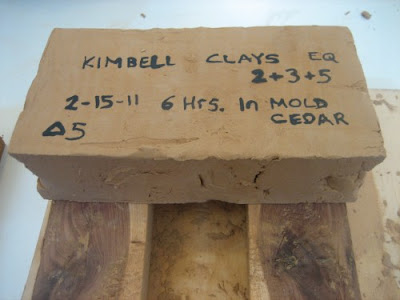 KIMBELL CLAYS EQ
2+3+5
2-15-11 6 Hrs. In MOLD
CEDAR
Δ5